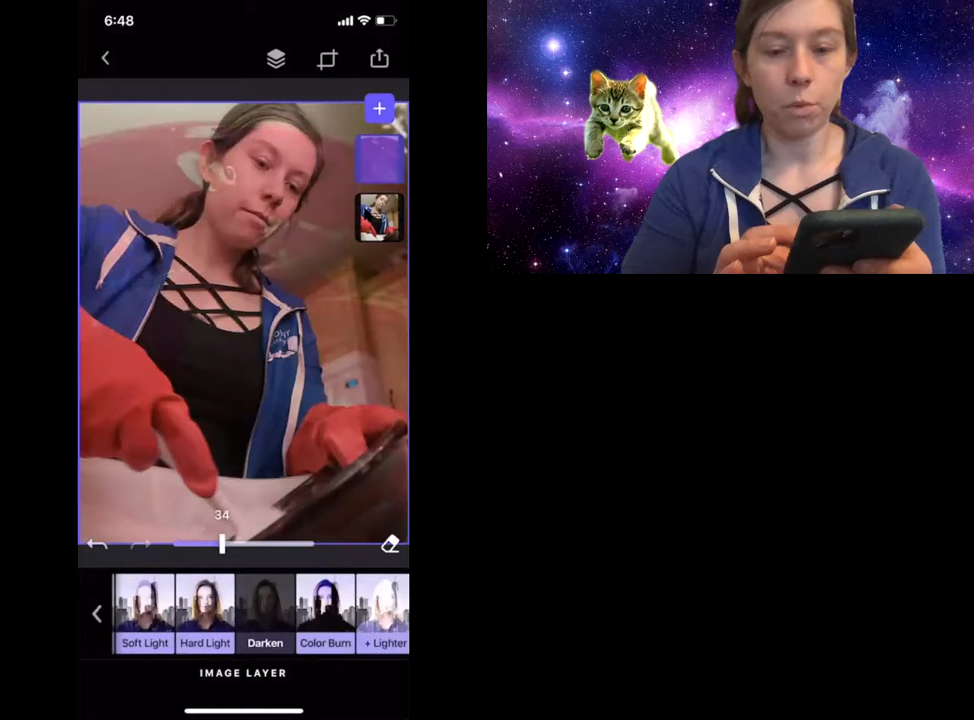 6:48
34
Soft Light
Hard Light
Darken
Color Burn
+ Lighter
IMAGE LAYER